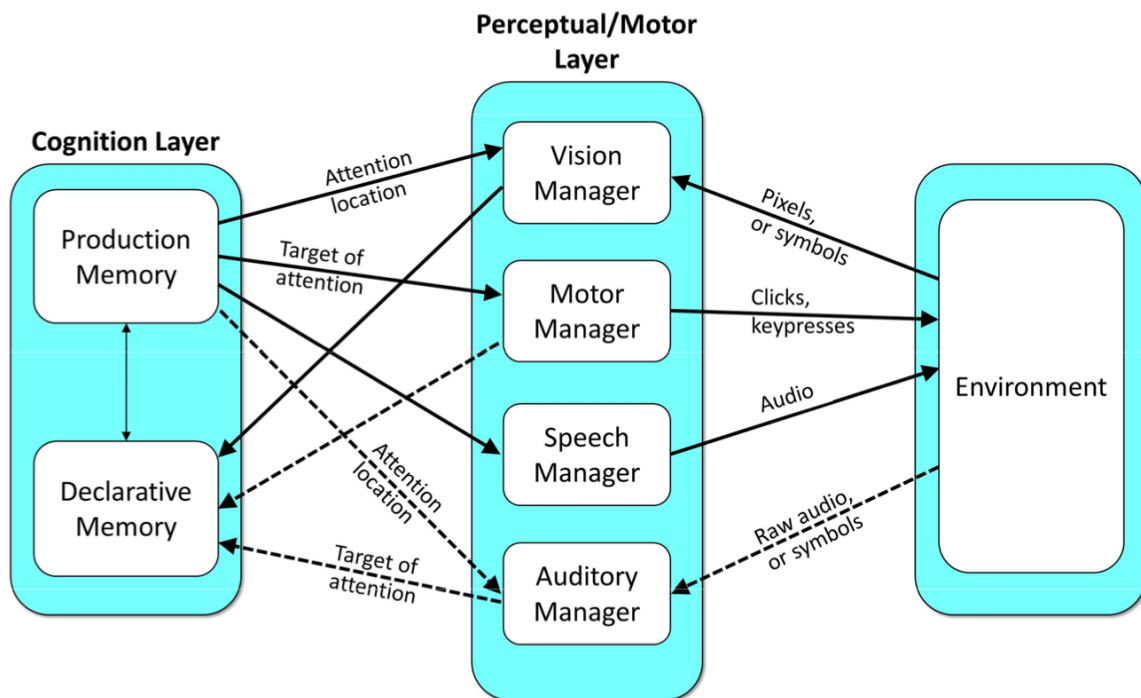 Perceptual/Motor
Layer
Cognition Layer
Production
Memory
Declarative
Memory
Attention
location
Target of
attention
Attention
location
Target of
attention
Vision
Manager
Motor
Manager
Speech
Manager
Auditory
Manager
Pixels,
or symbols
Clicks,
keypresses
Audio
Raw audio,
or symbols
Environment